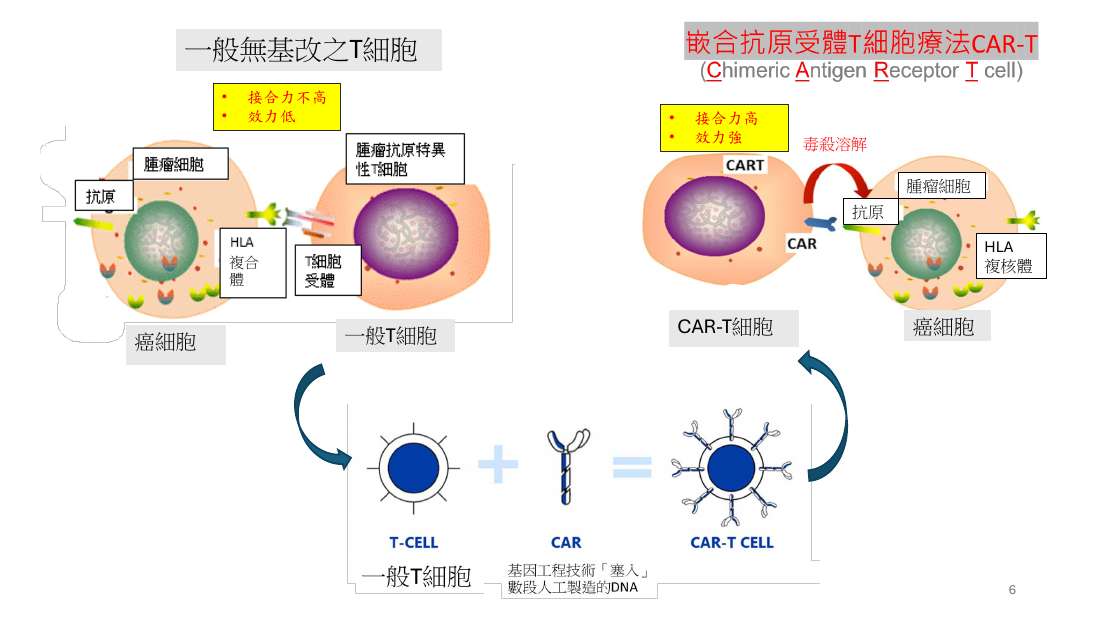 一般無基改之T細胞
• 接合力不高
• 效力低
腫瘤細胞
抗原
HLA
複合
體
腫瘤抗原特異
性T細胞
T細胞
受體
癌細胞
一般T細胞
嵌合抗原受體T細胞療法CAR-T
(Chimeric Antigen Receptor T cell)
• 接合力高
• 效力強
毒殺溶解
CART
CAR
抗原
腫瘤細胞
HLA
複核體
CAR-T細胞
癌細胞
+
=
T-CELL
CAR
CAR-T CELL
一般T細胞
基因工程技術「塞入」
數段人工製造的DNA
6